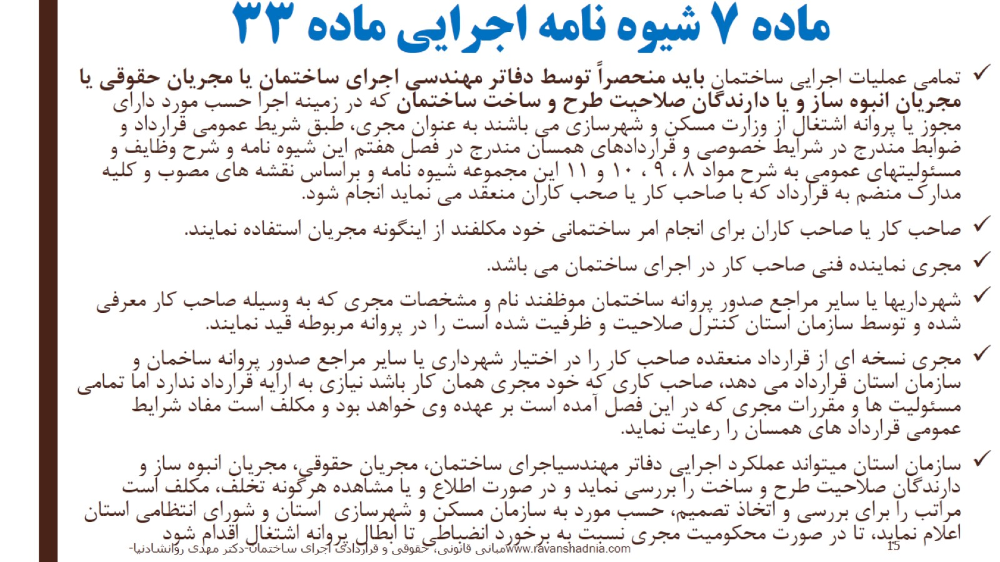 ماده ۷ شیوه نامه اجرایی ماده ۳۳
✓ تمامی عملیات اجرایی ساختمان باید منحصراً توسط دفاتر مهندسی اجرای ساختمان یا مجریان حقوقی یا
مجریان انبوه ساز و یا دارندگان صلاحیت طرح و ساخت ساختمان که در زمینه اجرا حسب مورد دارای
مجوز یا پروانه اشتغال از وزارت مسکن و شهرسازی می باشند به عنوان مجری، طبق شریط عمومی قرارداد و
ضوابط مندرج در شرایط خصوصی و قراردادهای همسان مندرج در فصل هفتم این شیوه نامه و شرح وظایف و
مسئولیتهای عمومی به شرح مواد ۸ ، ۹ ، ۱۰ و ۱۱ این مجموعه شیوه نامه و براساس نقشه های مصوب و کلیه
مدارک منضم به قرارداد که با صاحب کار یا صحب کاران منعقد می نماید انجام شود.
✓ صاحب کار یا صاحب کاران برای انجام امر ساختمانی خود مکلفند از اینگونه مجریان استفاده نمایند.
✓ مجری نماینده فنی صاحب کار در اجرای ساختمان می باشد.
✓ شهرداریها یا سایر مراجع صدور پروانه ساختمان موظفند نام و مشخصات مجری که به وسیله صاحب کار معرفی
شده و توسط سازمان استان کنترل صلاحیت و ظرفیت شده است را در پروانه مربوطه قید نمایند.
✓ مجری نسخه ای از قرارداد منعقده صاحب کار را در اختیار شهرداری یا سایر مراجع صدور پروانه ساخمان و
سازمان استان قرارداد می دهد، صاحب کاری که خود مجری همان کار باشد نیازی به ارایه قرارداد ندارد اما تمامی
مسئولیت ها و مقررات مجری که در این فصل آمده است بر عهده وی خواهد بود و مکلف است مفاد شرایط
عمومی قرارداد های همسان را رعایت نماید.
✓ سازمان استان میتواند عملکرد اجرایی دفاتر مهندسیاجرای ساختمان، مجریان حقوقی، مجریان انبوه ساز و
دارندگان صلاحیت طرح و ساخت را بررسی نماید و در صورت اطلاع و یا مشاهده هرگونه تخلف، مکلف است
مراتب را برای بررسی و اتخاذ تصمیم، حسب مورد به سازمان مسکن و شهرسازی استان و شورای انتظامی استان
اعلام نماید، تا در صورت محکومیت مجری نسبت به برخورد انضباطی تا ابطال پروانه اشتغال اقدام شود
مبانی قانونی، حقوقی و قراردادی اجرای ساختمان-دکتر مهدی روانشادنیا-www.ravanshadnia.com
15